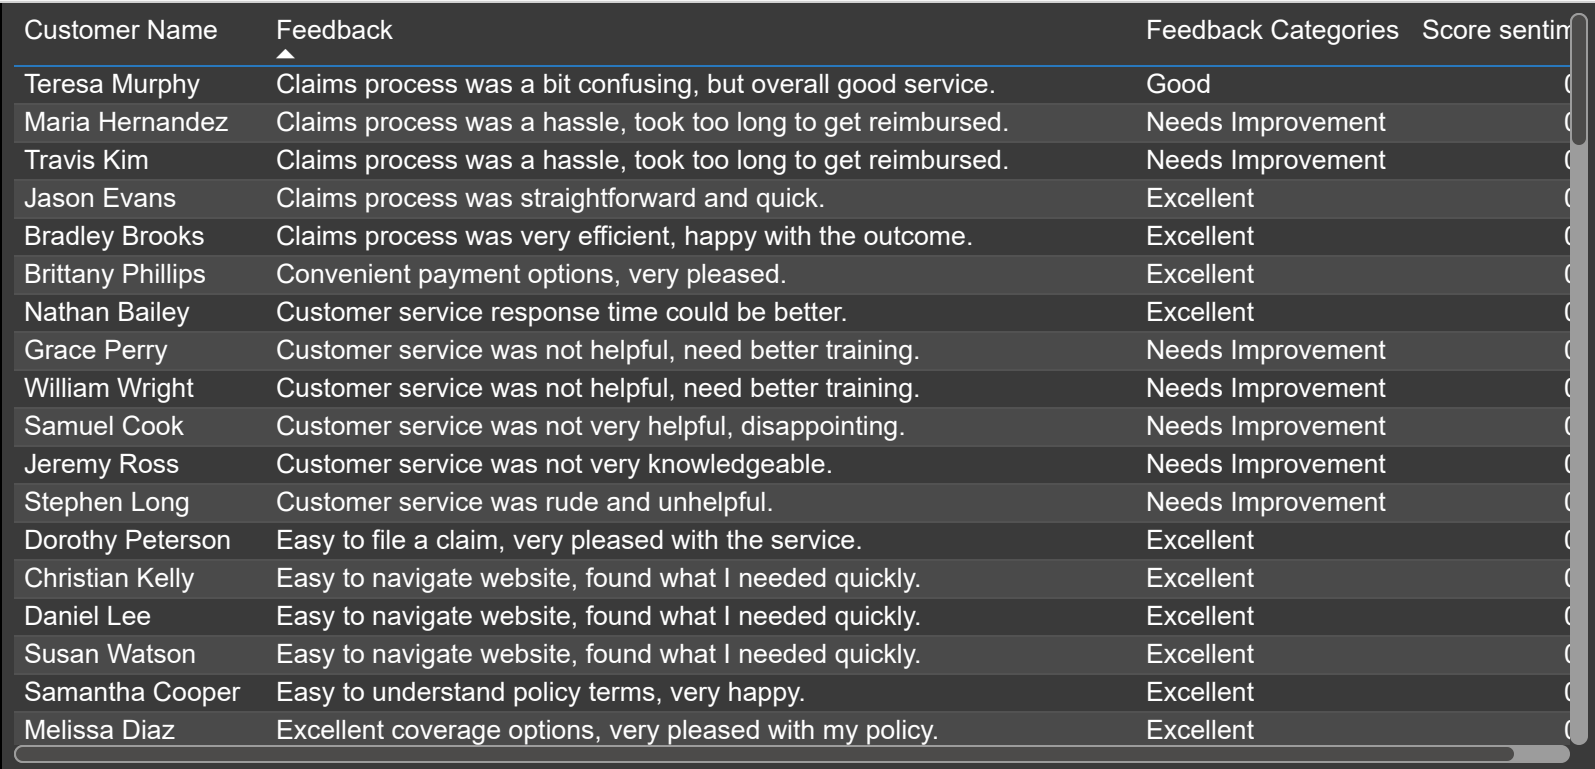 Customer Name Feedback Feedback Categories Score
Teresa Murphy Claims process was a bit confusing, but overall good service. Good
Maria Hernandez Claims process was a hassle, took too long to get reimbursed. Needs Improvement
Travis Kim Claims process was a hassle, took too long to get reimbursed. Needs Improvement
Jason Evans Claims process was straightforward and quick. Excellent
Bradley Brooks Claims process was very efficient, happy with the outcome. Excellent
Brittany Phillips Convenient payment options, very pleased. Excellent
Nathan Bailey Customer service response time could be better. Excellent
Grace Perry Customer service was not helpful, need better training. Needs Improvement
William Wright Customer service was not helpful, need better training. Needs Improvement
Samuel Cook Customer service was not very helpful, disappointing. Needs Improvement
Jeremy Ross Customer service was not very knowledgeable. Needs Improvement
Stephen Long Customer service was rude and unhelpful. Needs Improvement
Dorothy Peterson Easy to file a claim, very pleased with the service. Excellent
Christian Kelly Easy to navigate website, found what I needed quickly. Excellent
Daniel Lee Easy to navigate website, found what I needed quickly. Excellent
Susan Watson Easy to navigate website, found what I needed quickly. Excellent
Samantha Cooper Easy to understand policy terms, very happy. Excellent
Melissa Diaz Excellent coverage options, very pleased with my policy. Excellent